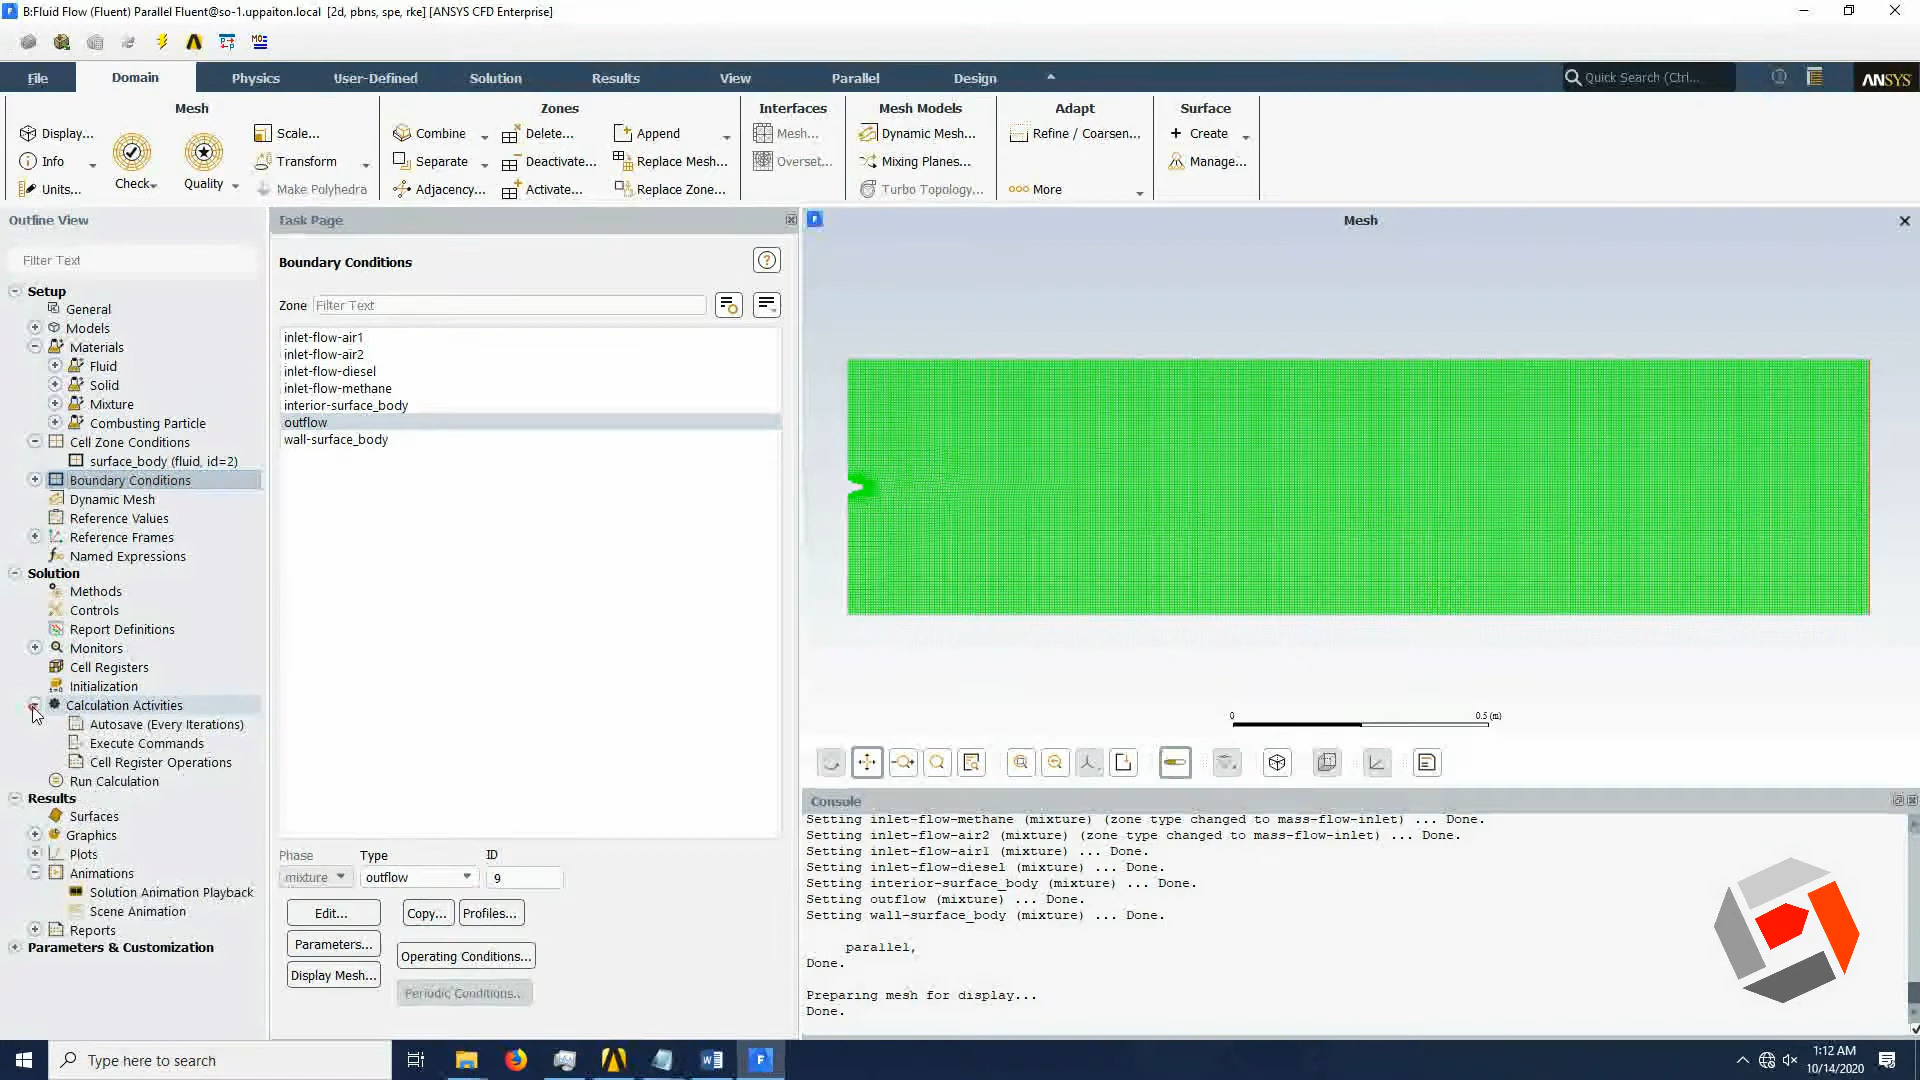 B:Fluid Flow (Fluent) Parallel Fluent@so-1.uppaiton.local [2d, pbns, spe, rke] [ANSYS CFD Enterprise]
File
Domain
Physics
User-Defined
Solution
Results
View
Parallel
Design
Quick Search (Ctrl...
ANSYS
Mesh
Display...
Info
Units...
Check
Quality
Scale...
Transform
Make Polyhedra
Zones
Combine
Separate
Adjacency...
Delete...
Deactivate...
Activate...
Append
Replace Mesh...
Replace Zone...
Interfaces
Mesh...
Overset...
Mesh Models
Dynamic Mesh...
Mixing Planes...
Turbo Topology...
Adapt
Refine / Coarsen...
More
Surface
Create
Manage...
Outline View
Filter Text
Setup
General
Models
Materials
Fluid
Solid
Mixture
Combusting Particle
Cell Zone Conditions
surface_body (fluid, id=2)
Boundary Conditions
Dynamic Mesh
Reference Values
Reference Frames
Named Expressions
Solution
Methods
Controls
Report Definitions
Monitors
Cell Registers
Initialization
Calculation Activities
Autosave (Every Iterations)
Execute Commands
Cell Register Operations
Run Calculation
Results
Surfaces
Graphics
Plots
Animations
Solution Animation Playback
Scene Animation
Reports
Parameters & Customization
Task Page
Boundary Conditions
Zone Filter Text
inlet-flow-air1
inlet-flow-air2
inlet-flow-diesel
inlet-flow-methane
interior-surface_body
outflow
wall-surface_body
Phase
Type
ID
mixture
outflow
9
Edit...
Copy...
Profiles...
Parameters...
Operating Conditions...
Display Mesh...
Periodic Conditions...
Mesh
0
0.5 (m)
Console
Setting inlet-flow-methane (mixture) (zone type changed to mass-flow-inlet) ... Done.
Setting inlet-flow-air2 (mixture) (zone type changed to mass-flow-inlet) ... Done.
Setting inlet-flow-air1 (mixture) ... Done.
Setting inlet-flow-diesel (mixture) ... Done.
Setting interior-surface_body (mixture) ... Done.
Setting outflow (mixture) ... Done.
Setting wall-surface_body (mixture) ... Done.
parallel,
Done.
Preparing mesh for display...
Done.
Type here to search
1:12 AM
10/14/2020